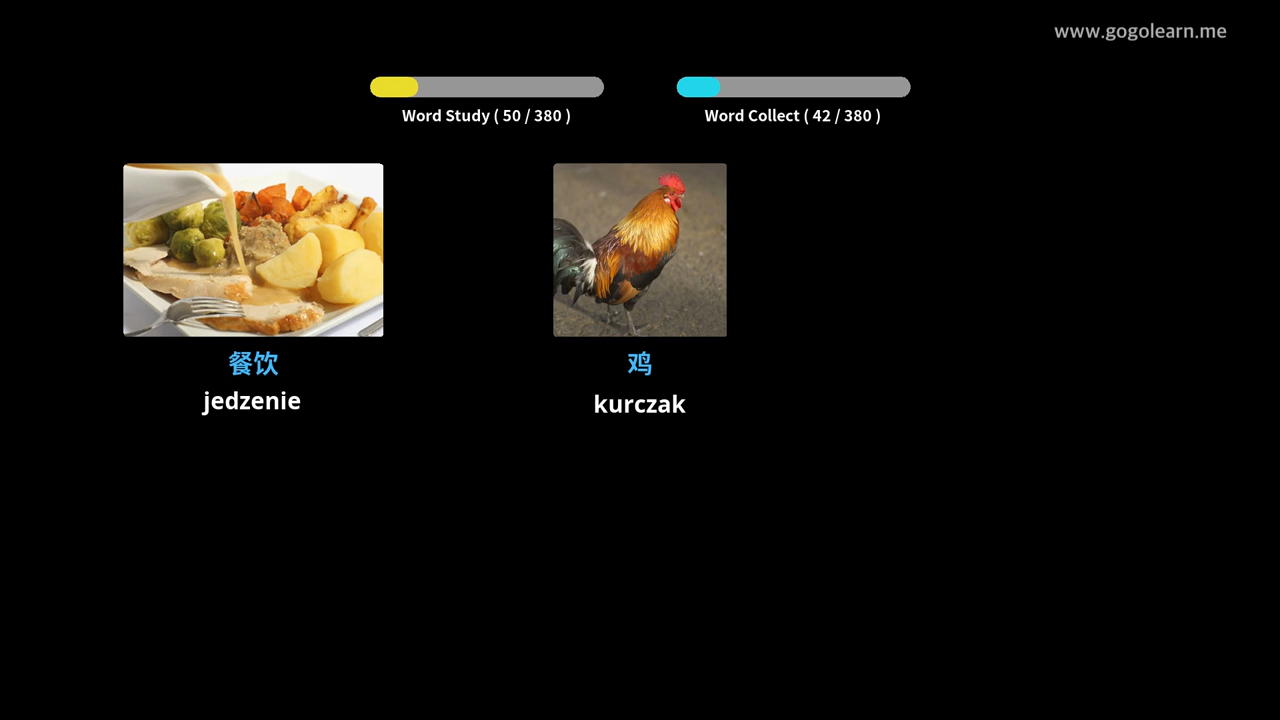 www.gogolearn.me
Word Study ( 50 / 380 )
Word Collect ( 42 / 380 )
餐饮
jedzenie
鸡
kurczak